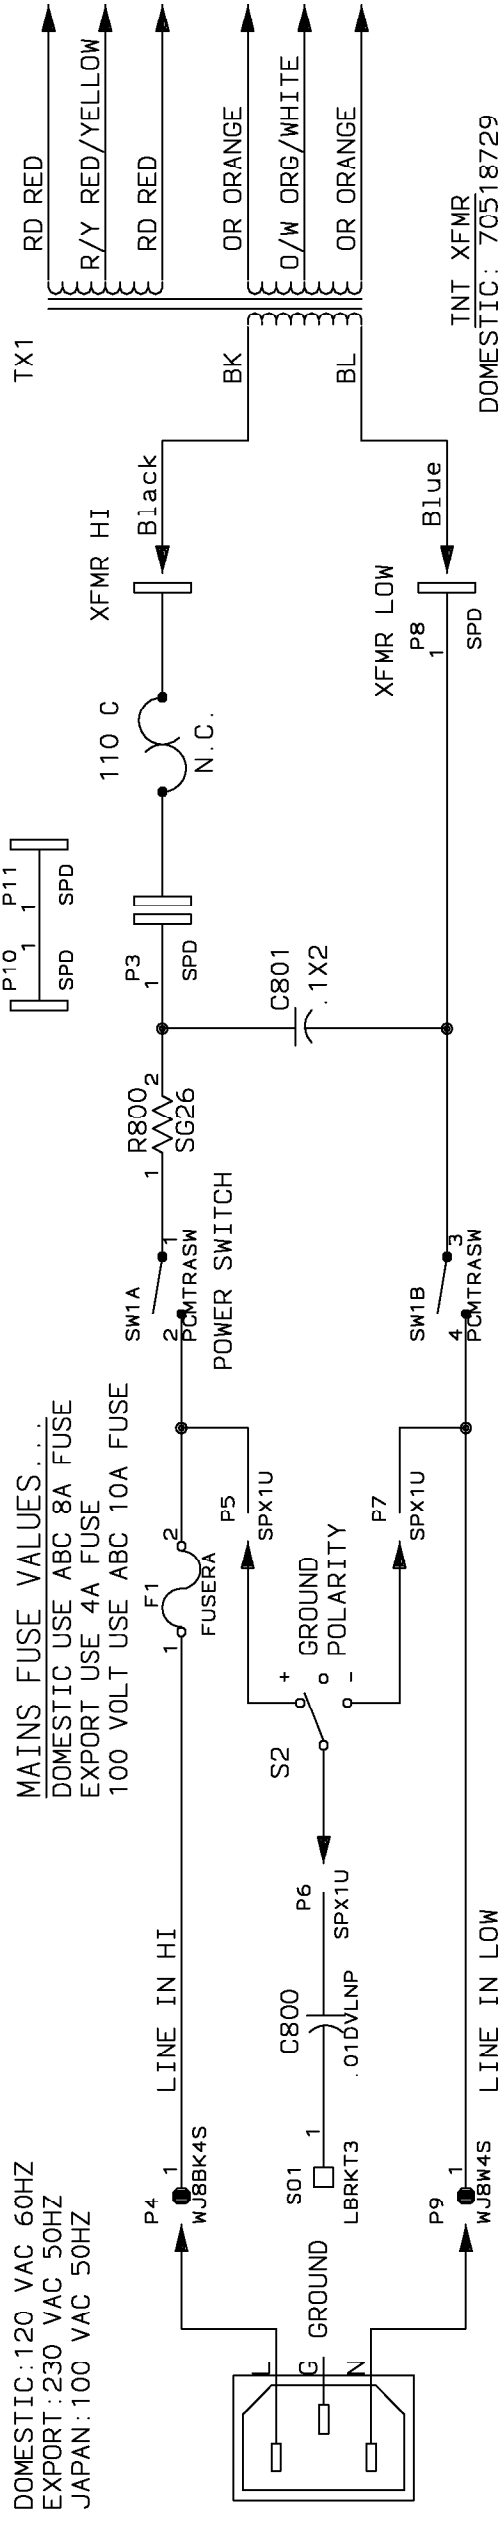 DOMESTIC:120 VAC 60HZ
EXPORT:230 VAC 50HZ
JAPAN:100 VAC 50HZ
MAINS FUSE VALUES...
DOMESTIC USE ABC 8A FUSE
EXPORT USE 4A FUSE
100 VOLT USE ABC 10A FUSE
L
G
N
GROUND
P4
1
WJ8BK4S
LINE IN HI
P9
1
WJ8W4S
LINE IN LOW
S01
1
LBRKT3
C800
.01DVLNP
P6
SPX1U
S2
+
-
GROUND
POLARITY
F1
1
2
FUSERA
P5
SPX1U
P7
SPX1U
SW1A
2
1
PCMTRASW
POWER SWITCH
SW1B
4
3
PCMTRASW
R800
1
2
SG26
C801
.1X2
P3
1
SPD
P10
1
SPD
P11
1
SPD
110 C
N.C.
XFMR HI
Black
XFMR LOW
P8
1
SPD
Blue
TX1
BK
BL
RD RED
R/Y RED/YELLOW
RD RED
OR ORANGE
O/W ORG/WHITE
OR ORANGE
TNT XFMR
DOMESTIC: 70518729